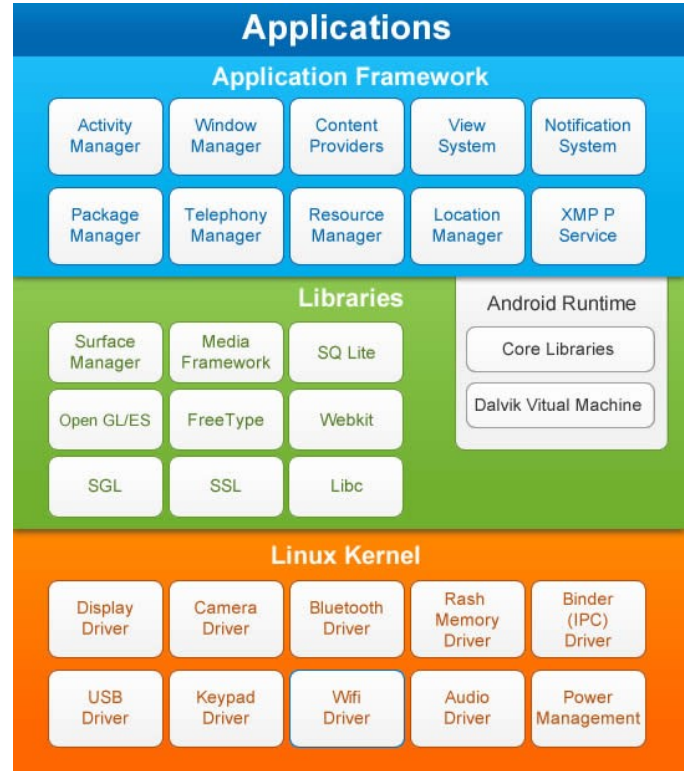 Applications
Application Framework
Activity
Manager
Window
Manager
Content
Providers
View
System
Notification
System
Package
Manager
Telephony
Manager
Resource
Manager
Location
Manager
XMP P
Service
Libraries
Surface
Manager
Media
Framework
SQ Lite
Open GL/ES
FreeType
Webkit
SGL
SSL
Libc
Android Runtime
Core Libraries
Dalvik Vitual Machine
Linux Kernel
Display
Driver
Camera
Driver
Bluetooth
Driver
Rash
Memory
Driver
Binder
(IPC)
Driver
USB
Driver
Keypad
Driver
Wifi
Driver
Audio
Driver
Power
Management